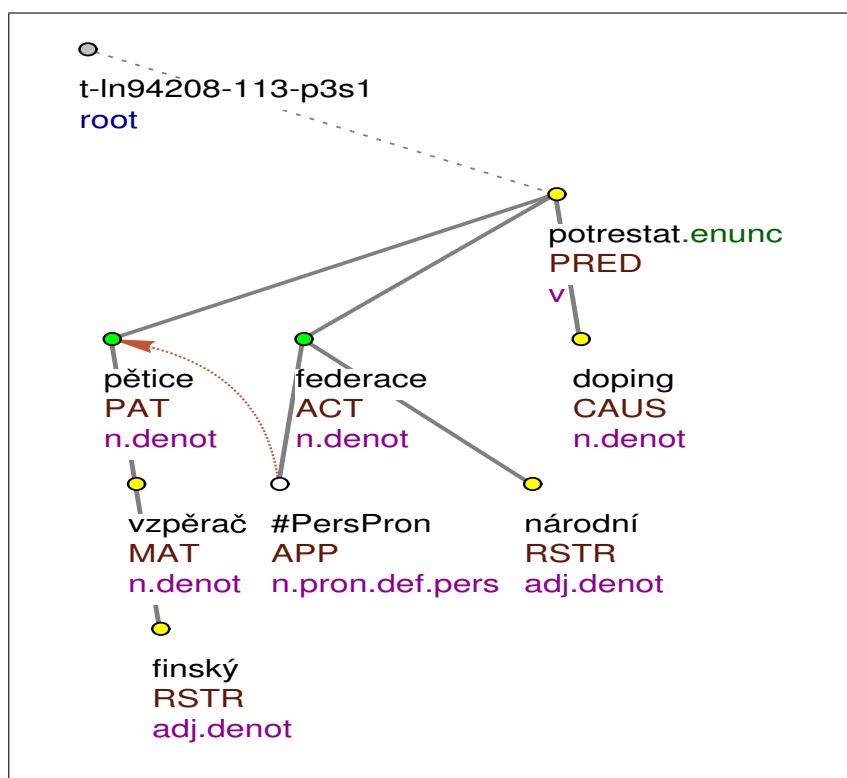 t-ln94208-113-p3s1
root
potrestat.enunc
PRED
v
pětice
PAT
n.denot
federace
ACT
n.denot
doping
CAUS
n.denot
vzpěrač
MAT
n.denot
#PersPron
APP
n.pron.def.pers
národní
RSTR
adj.denot
finský
RSTR
adj.denot